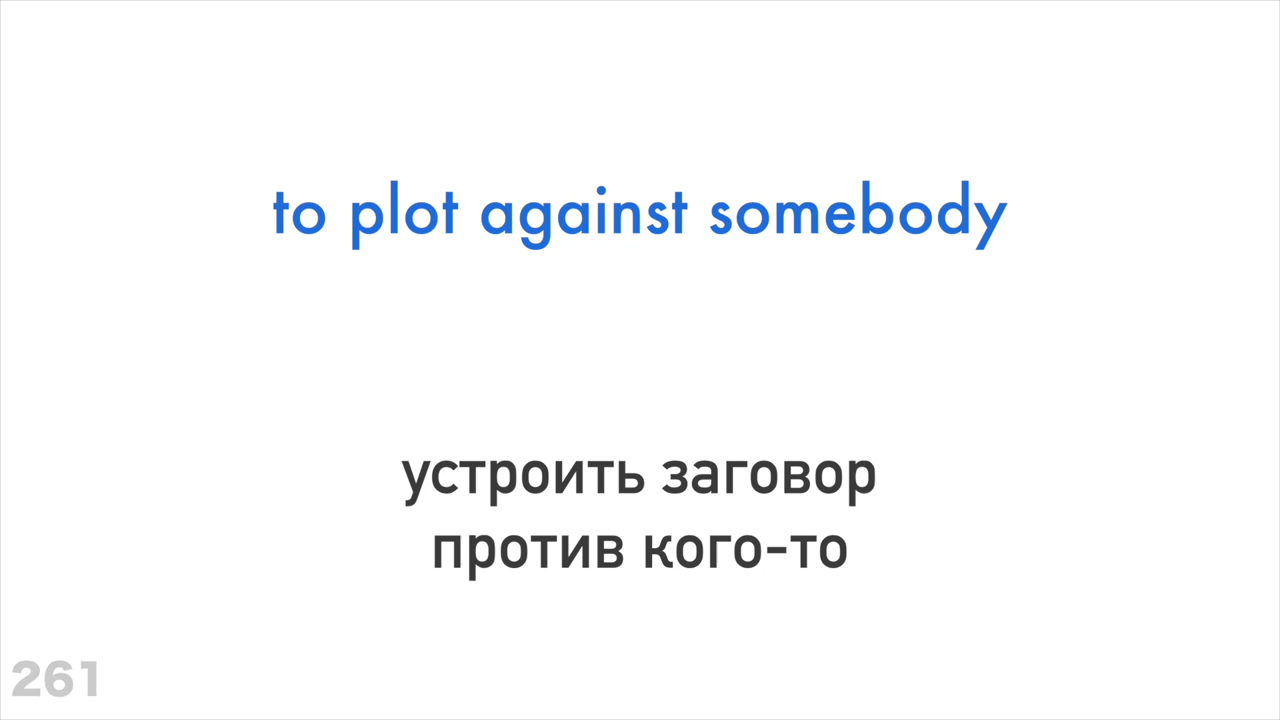 to plot against somebody
устроить заговор
против кого-то
261